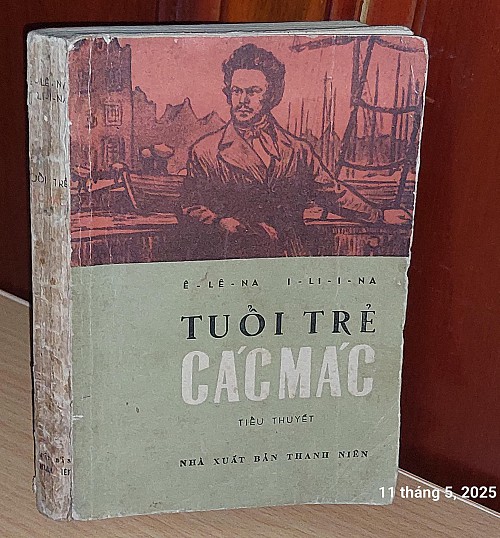 Ê-LÊ-NA I-LI-I-NA
TUỔI TRẺ
CÁC MÁC
TIỂU THUYẾT
NHÀ XUẤT BẢN THANH NIÊN
TRẺ
11 tháng 5, 2025